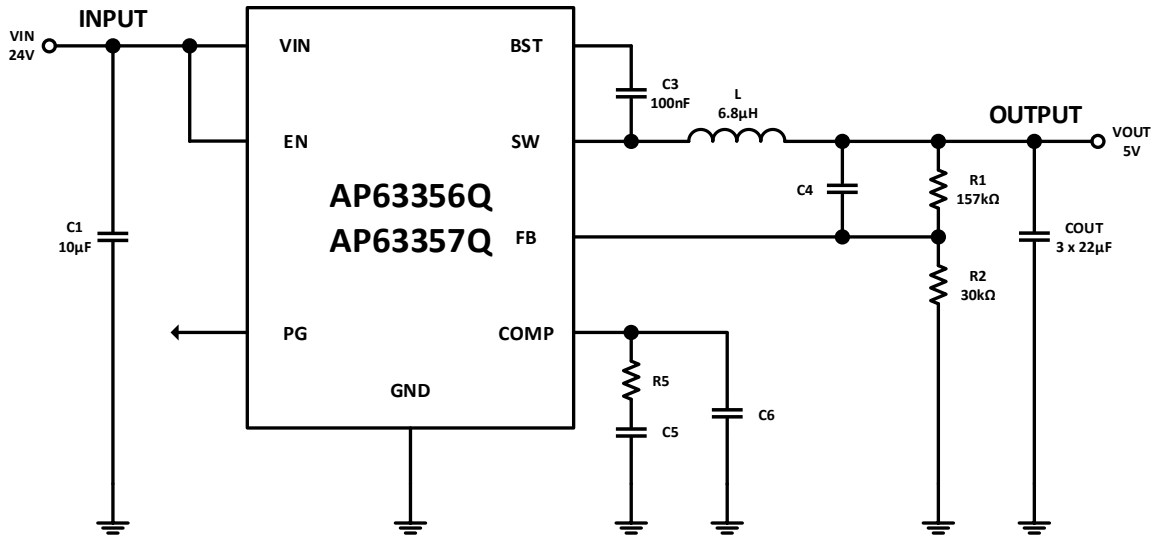 INPUT
VIN
24V
VIN
BST
C3
100nF
L
6.8µH
OUTPUT
VOUT
5V
EN
SW
AP63356Q
AP63357Q
C4
R1
157kΩ
C1
10µF
FB
COUT
3 x 22µF
R2
30kΩ
PG
COMP
GND
R5
C5
C6